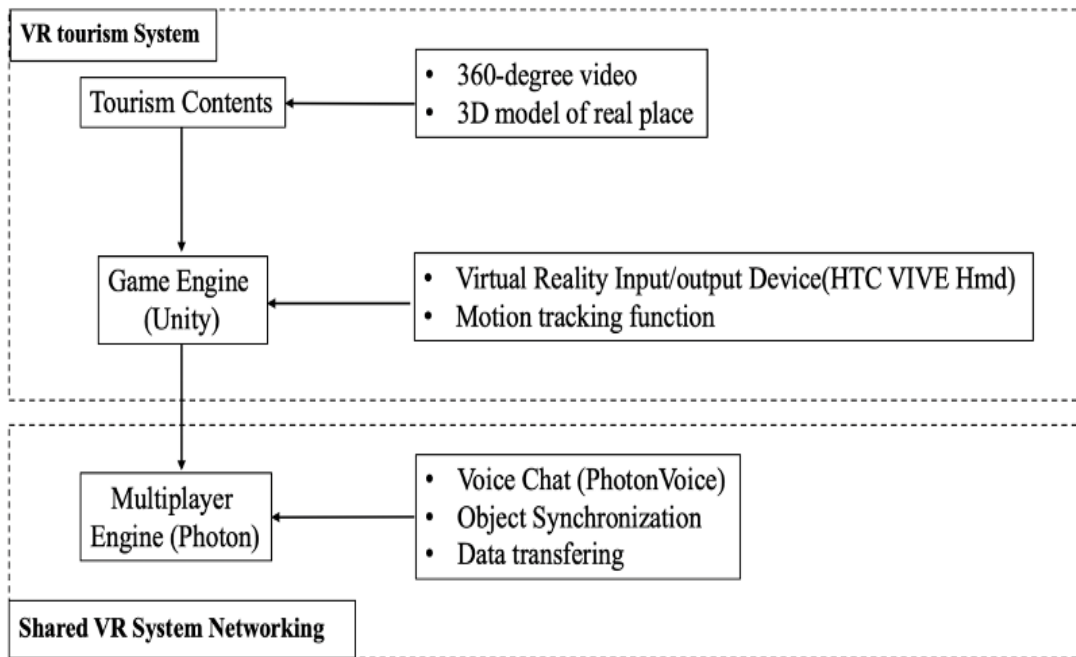 VR tourism System
Tourism Contents
• 360-degree video
• 3D model of real place
Game Engine
(Unity)
• Virtual Reality Input/output Device(HTC VIVE Hmd)
• Motion tracking function
Multiplayer
Engine (Photon)
• Voice Chat (PhotonVoice)
• Object Synchronization
• Data transfering
Shared VR System Networking